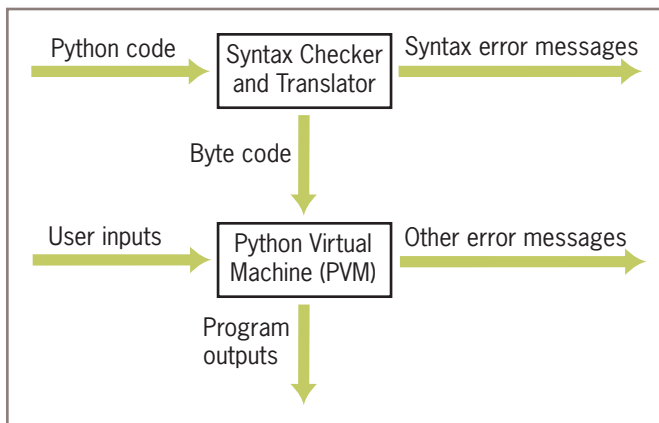 Python code
Syntax Checker
and Translator
Syntax error messages
Byte code
User inputs
Python Virtual
Machine (PVM)
Other error messages
Program
outputs